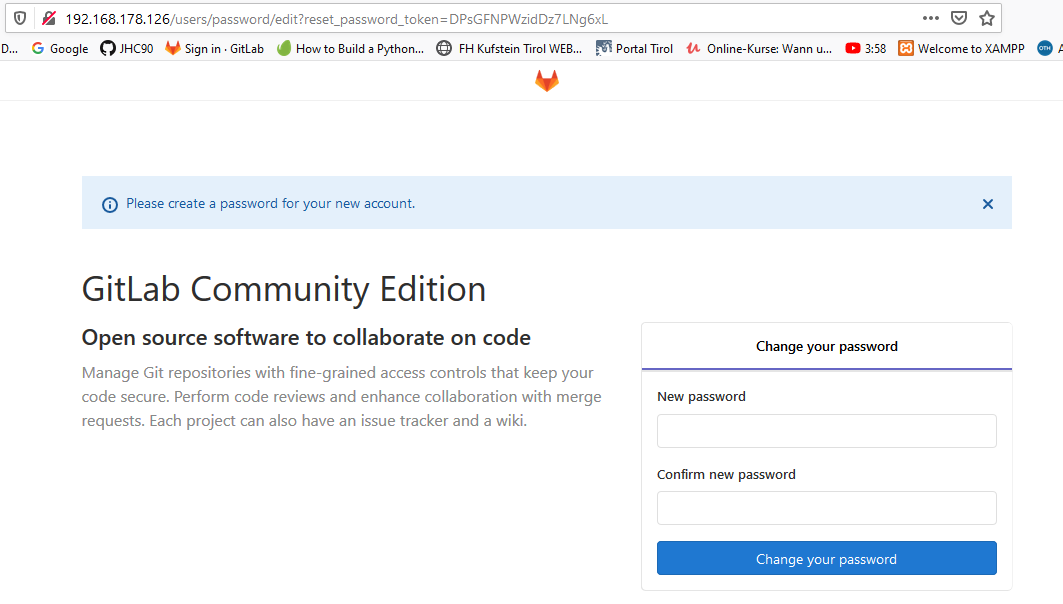 192.168.178.126/users/password/edit?reset_password_token=DPsGFNPWzidDz7LNg6xL
D... Google JHC90 Sign in · GitLab How to Build a Python... FH Kufstein Tirol WEB... Portal Tirol Online-Kurse: Wann u... 3:58 Welcome to XAMPP OTH A
Please create a password for your new account.
GitLab Community Edition
Open source software to collaborate on code
Manage Git repositories with fine-grained access controls that keep your
code secure. Perform code reviews and enhance collaboration with merge
requests. Each project can also have an issue tracker and a wiki.
Change your password
New password
Confirm new password
Change your password